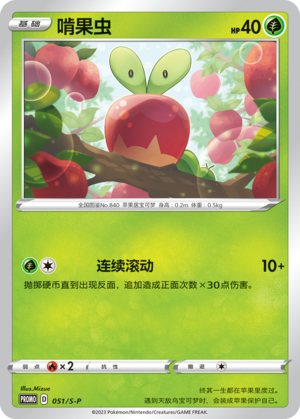 基础 啃果虫 HP40
全国图鉴No.840 苹果居宝可梦 身高：0.2m 体重：0.5kg
连续滚动 10+
抛掷硬币直到出现反面，追加造成正面次数×30点伤害。
弱点 ×2 抵抗力 撤退
Illus.Mizue
PROMO D 051/S-P
终其一生都在苹果里度过。
遇到天敌鸟宝可梦时，会装成苹果保护自己。
©2023 Pokémon/Nintendo/Creatures/GAME FREAK.